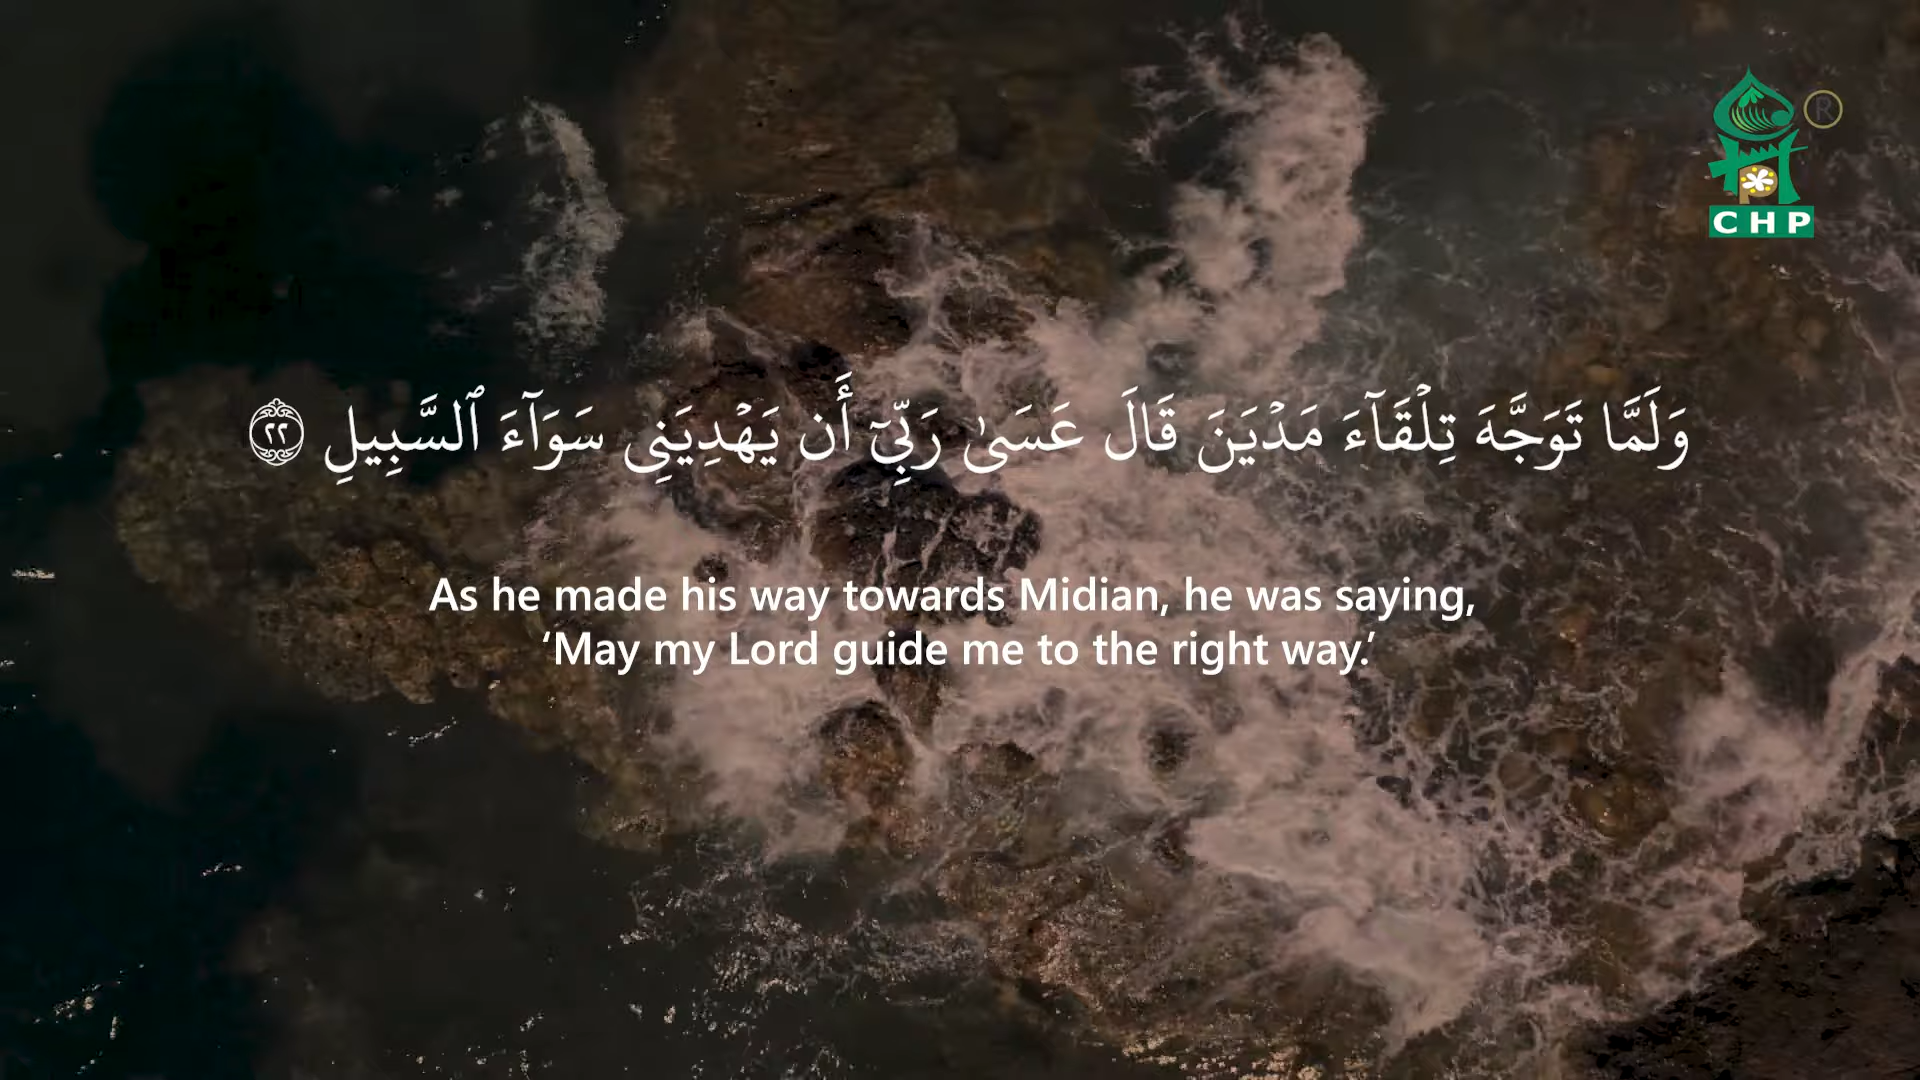 ®
CHP
وَلَمَّا تَوَجَّهَ تِلْقَآءَ مَدْيَنَ قَالَ عَسَىٰ رَبِّىٓ أَن يَهْدِيَنِى سَوَآءَ ٱلسَّبِيلِ ٢٢
As he made his way towards Midian, he was saying,
‘May my Lord guide me to the right way.’